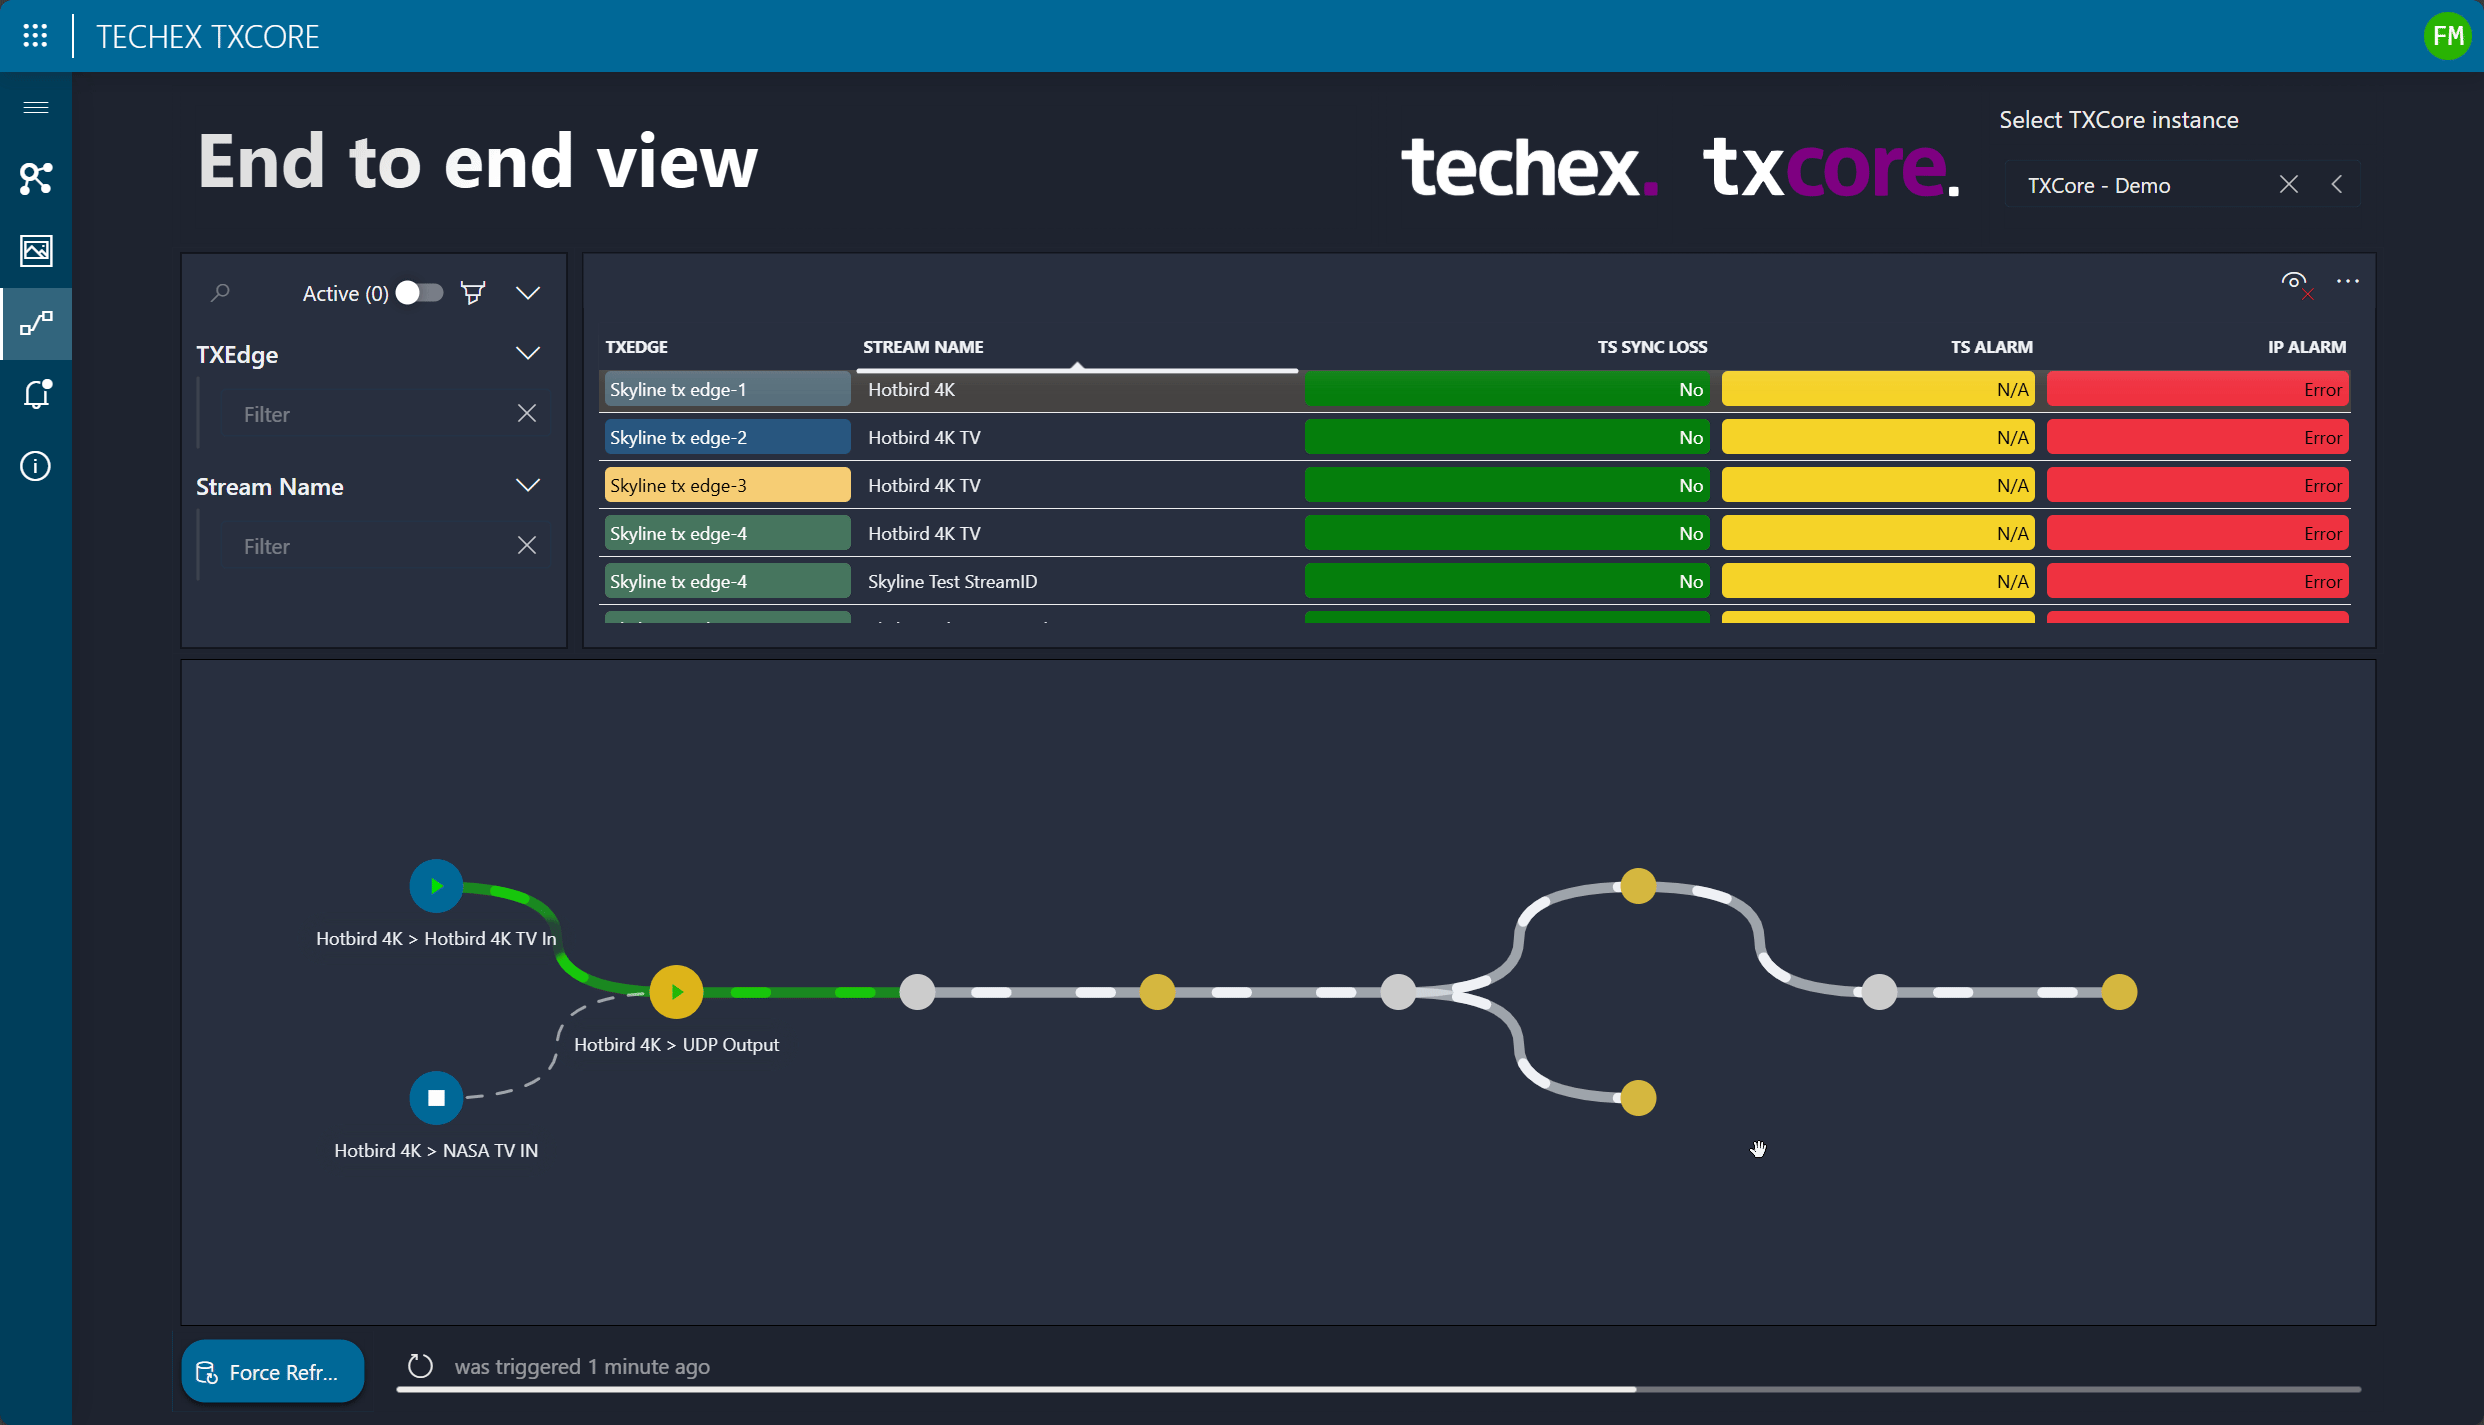 TECHEX TXCORE
FM
End to end view
techex. txcore.
Select TXCore instance
TXCore - Demo
Active (0)
TXEdge
Filter
Stream Name
Filter
TXEDGE STREAM NAME TS SYNC LOSS TS ALARM IP ALARM
Skyline tx edge-1 Hotbird 4K No N/A Error
Skyline tx edge-2 Hotbird 4K TV No N/A Error
Skyline tx edge-3 Hotbird 4K TV No N/A Error
Skyline tx edge-4 Hotbird 4K TV No N/A Error
Skyline tx edge-4 Skyline Test StreamID No N/A Error
Hotbird 4K > Hotbird 4K TV In
Hotbird 4K > UDP Output
Hotbird 4K > NASA TV IN
Force Refr...
was triggered 1 minute ago